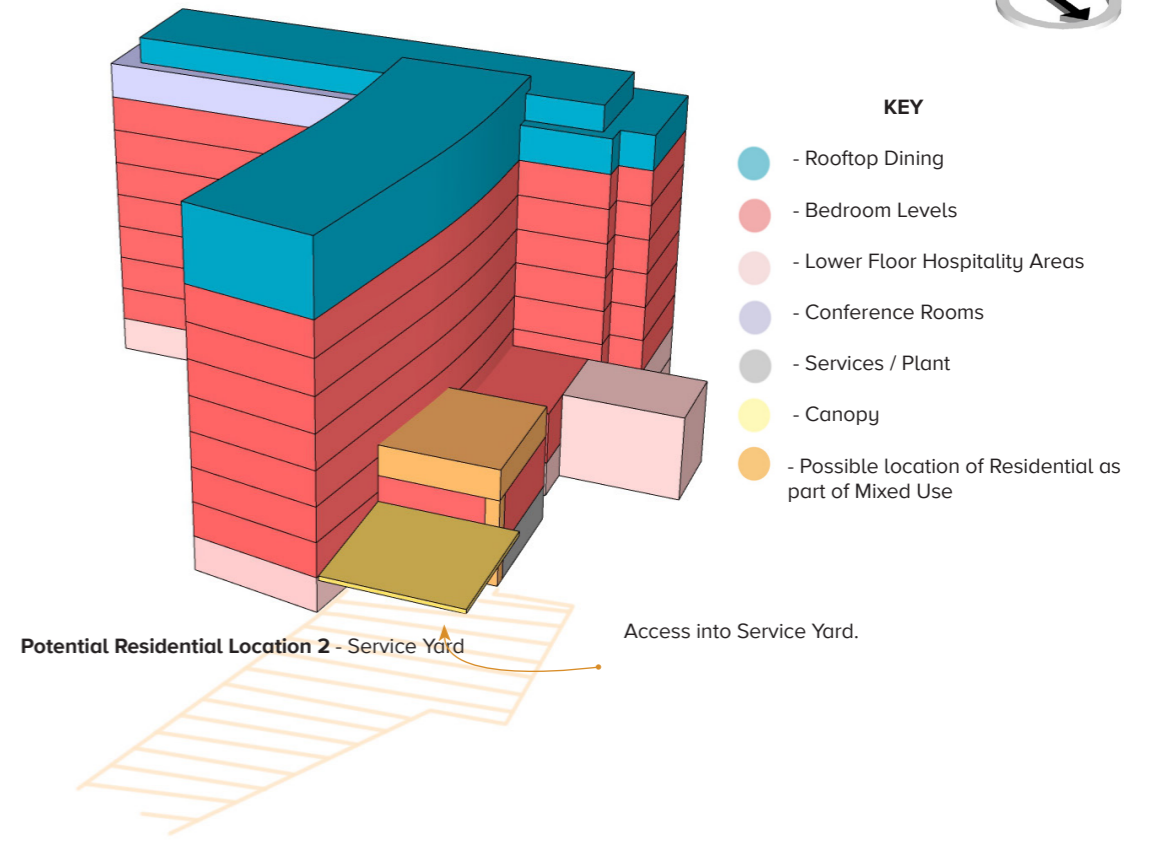 KEY
- Rooftop Dining
- Bedroom Levels
- Lower Floor Hospitality Areas
- Conference Rooms
- Services / Plant
- Canopy
- Possible location of Residential as
part of Mixed Use
Access into Service Yard.
Potential Residential Location 2 - Service Yard